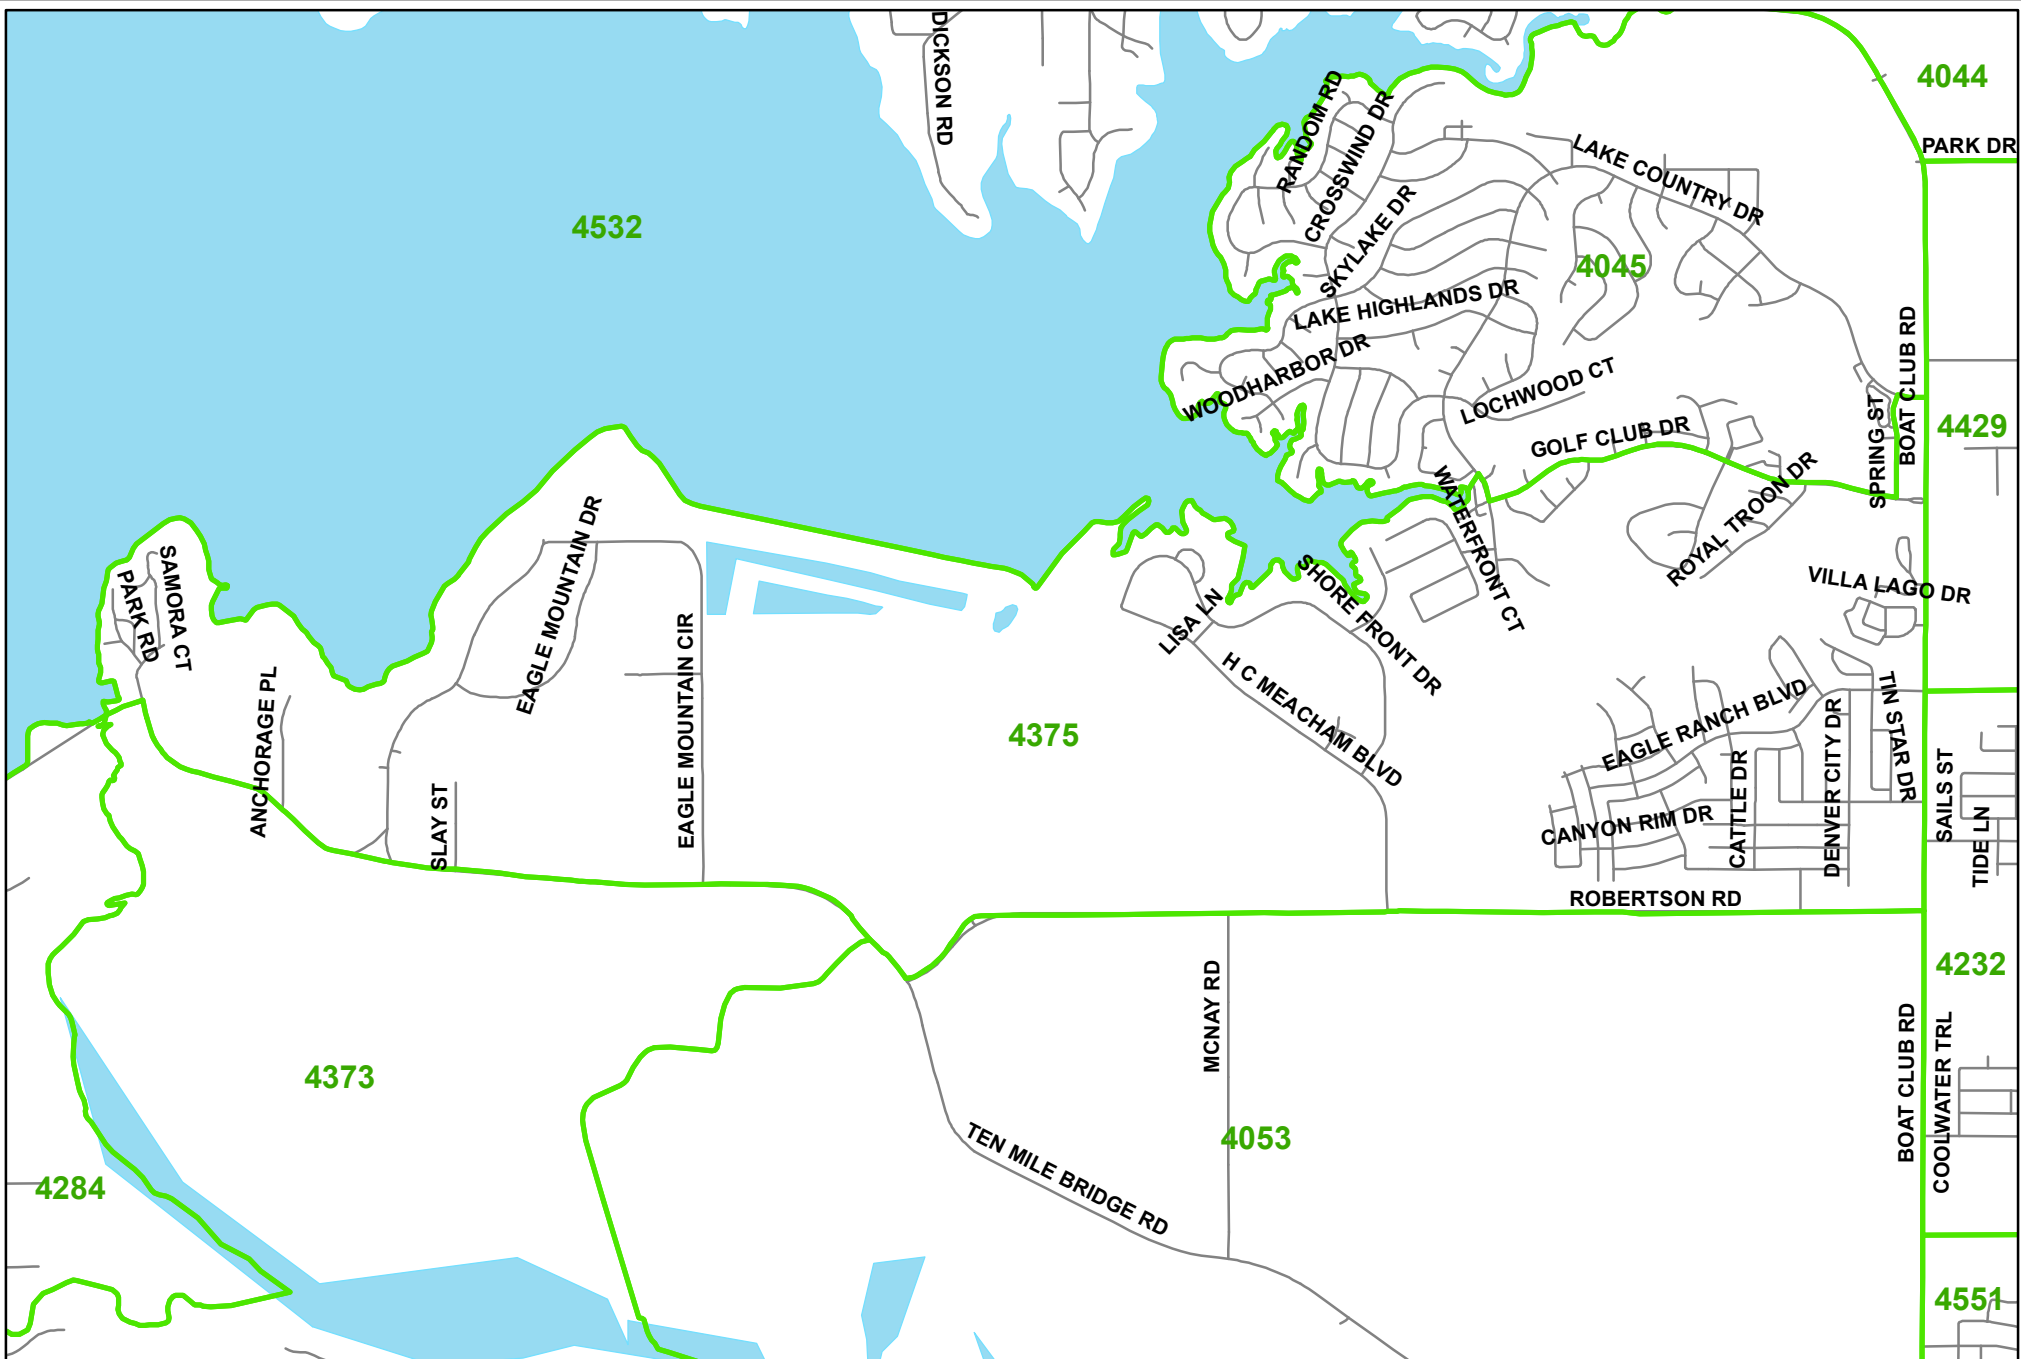 DICKSON RD
4044
RANDOM RD
CROSSWIND DR
PARK DR
LAKE COUNTRY DR
4532
SKYLAKE DR
4045
LAKE HIGHLANDS DR
WOODHARBOR DR
BOAT CLUB RD
LOCHWOOD CT
SPRING ST
4429
GOLF CLUB DR
WATERFRONT CT
ROYAL TROON DR
EAGLE MOUNTAIN DR
SAMORA CT
PARK RD
SHORE FRONT DR
VILLA LAGO DR
LISA LN
EAGLE MOUNTAIN CIR
ANCHORAGE PL
H C MEACHAM BLVD
4375
EAGLE RANCH BLVD
TIN STAR DR
DENVER CITY DR
CATTLE DR
SAILS ST
SLAY ST
CANYON RIM DR
TIDE LN
ROBERTSON RD
4232
MCNAY RD
BOAT CLUB RD
COOLWATER TRL
4373
4053
TEN MILE BRIDGE RD
4284
4551